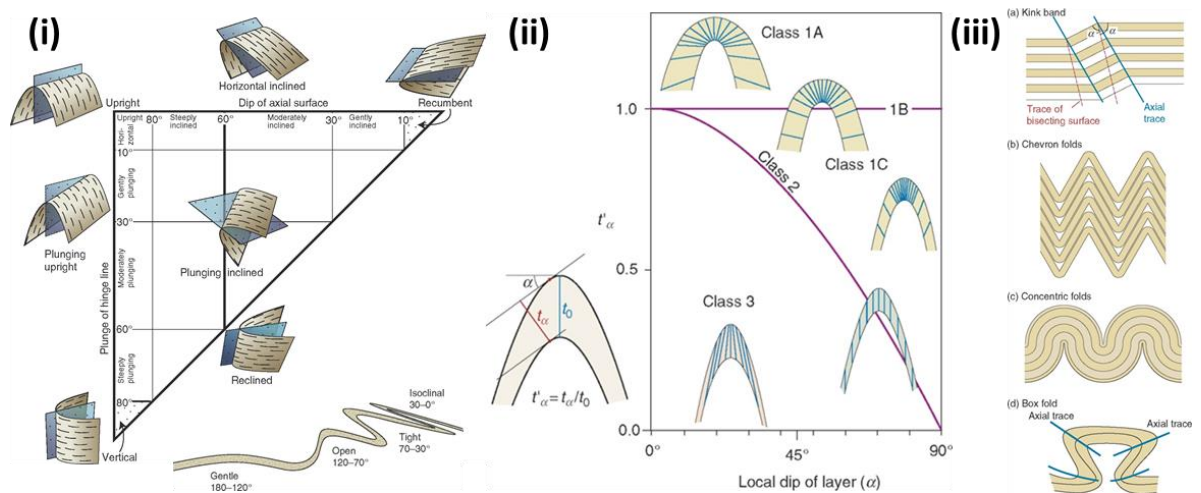 (i)
Horizontal inclined
Upright
Dip of axial surface
Recumbent
Upright
80°
Steeply
inclined
60°
Moderately
inclined
30°
Gently
inclined
10°
Plunge of hinge line
Hori-
zontal
10°
Gently
plunging
30°
Moderately
plunging
60°
Steeply
plunging
80°
Vertical
Plunging
upright
Plunging inclined
Reclined
Gentle
180–120°
Open
120–70°
Tight
70–30°
Isoclinal
30–0°
(ii)
Class 1A
1.0
1B
Class 2
Class 1C
t'α
0.5
Class 3
α
tα
t0
t'α = tα/t0
0.0
0°
45°
90°
Local dip of layer (α)
(iii)
(a) Kink band
α
Trace of
bisecting surface
Axial
trace
(b) Chevron folds
(c) Concentric folds
(d) Box fold
Axial trace
Axial trace